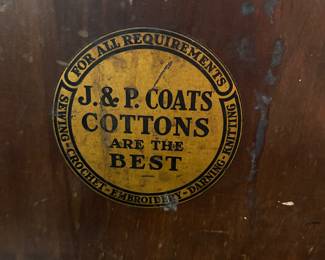 FOR ALL REQUIREMENTS
J. & P. COATS
COTTONS
ARE THE
BEST
SEWING-CROCHET-EMBROIDERY-DARNING-KNITTING